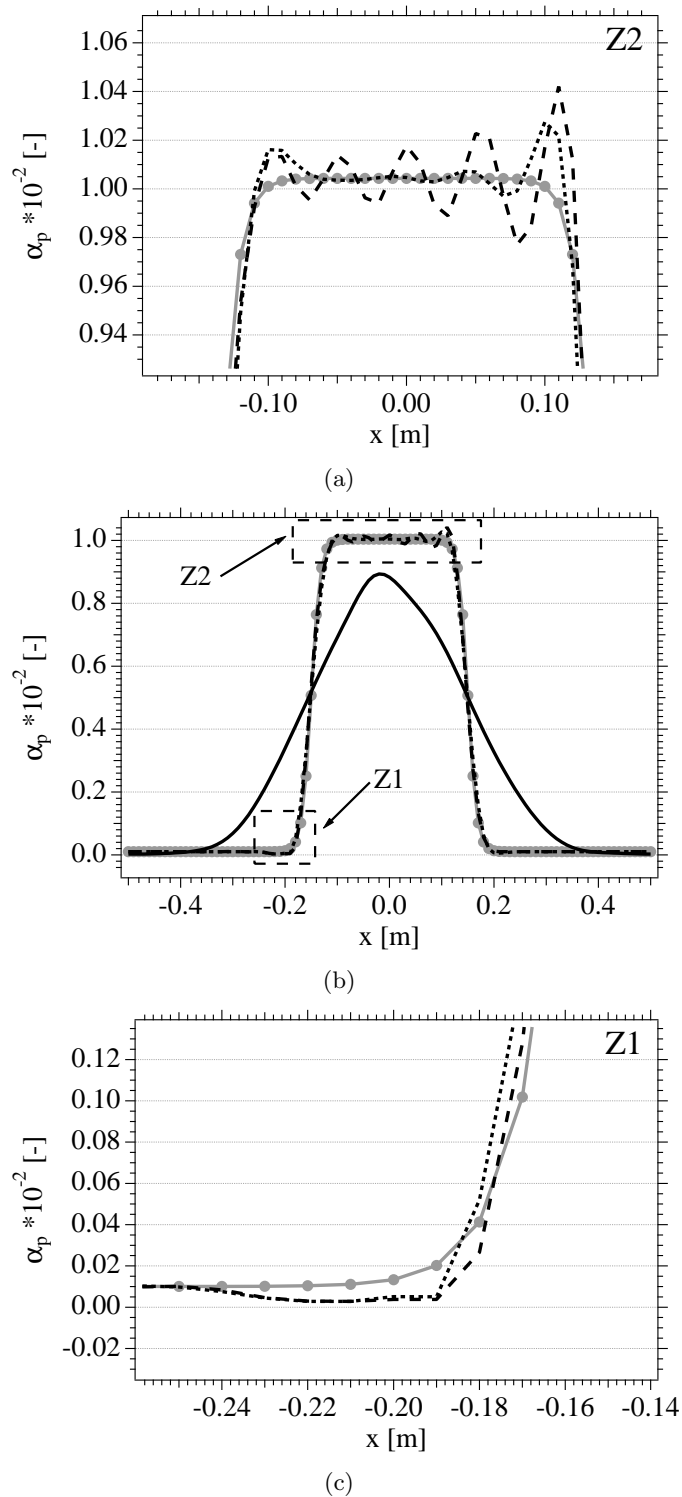 Z2
1.06
1.04
1.02
1.00
0.98
0.96
0.94
αp *10-2 [-]
-0.10 0.00 0.10
x [m]
(a)
1.0
0.8
0.6
0.4
0.2
0.0
αp *10-2 [-]
Z2
Z1
-0.4 -0.2 0.0 0.2 0.4
x [m]
(b)
Z1
0.12
0.10
0.08
0.06
0.04
0.02
0.00
-0.02
αp *10-2 [-]
-0.24 -0.22 -0.20 -0.18 -0.16 -0.14
x [m]
(c)